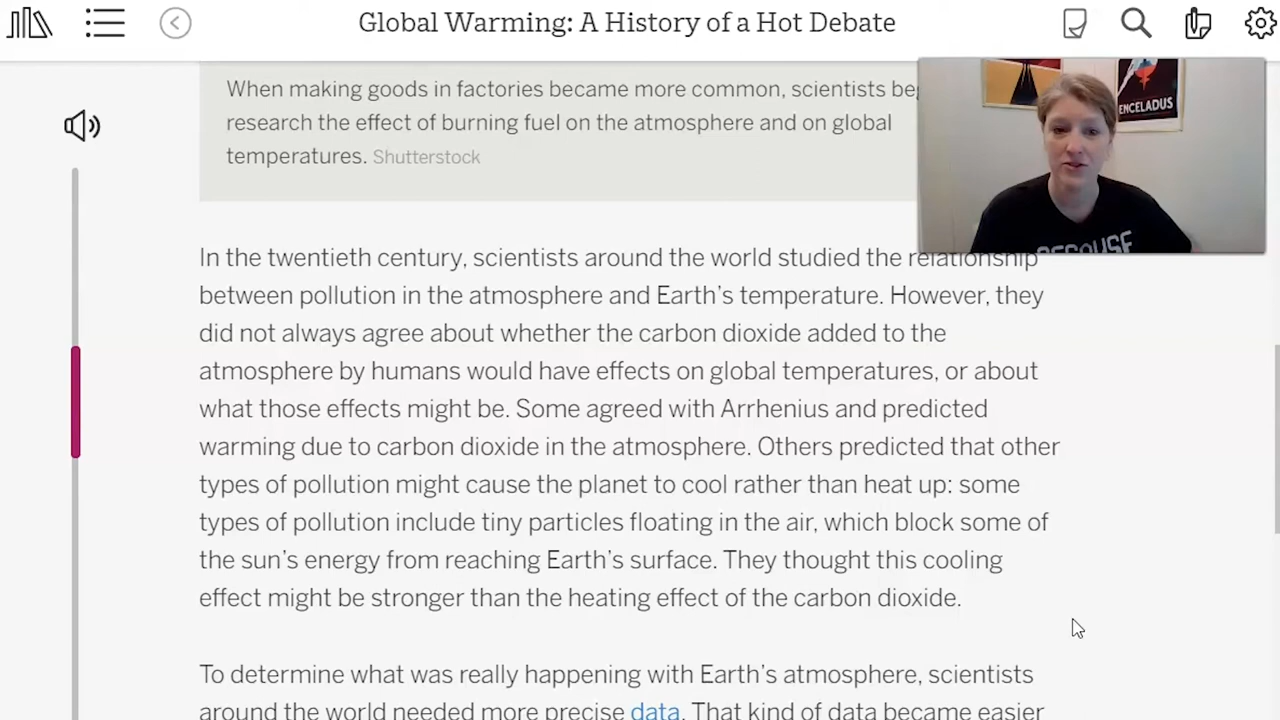 Global Warming: A History of a Hot Debate
When making goods in factories became more common, scientists
research the effect of burning fuel on the atmosphere and on global
temperatures. Shutterstock
ENCELADUS
BECAUSE
In the twentieth century, scientists around the world studied the relationship
between pollution in the atmosphere and Earth's temperature. However, they
did not always agree about whether the carbon dioxide added to the
atmosphere by humans would have effects on global temperatures, or about
what those effects might be. Some agreed with Arrhenius and predicted
warming due to carbon dioxide in the atmosphere. Others predicted that other
types of pollution might cause the planet to cool rather than heat up: some
types of pollution include tiny particles floating in the air, which block some of
the sun's energy from reaching Earth's surface. They thought this cooling
effect might be stronger than the heating effect of the carbon dioxide.
To determine what was really happening with Earth's atmosphere, scientists
around the world needed more precise data. That kind of data became easier